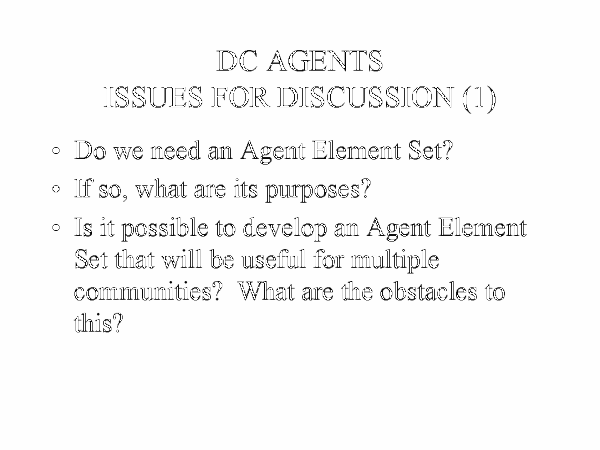 DC AGENTS
ISSUES FOR DISCUSSION (1)
◦ Do we need an Agent Element Set?
◦ If so, what are its purposes?
◦ Is it possible to develop an Agent Element
Set that will be useful for multiple
communities?  What are the obstacles to
this?